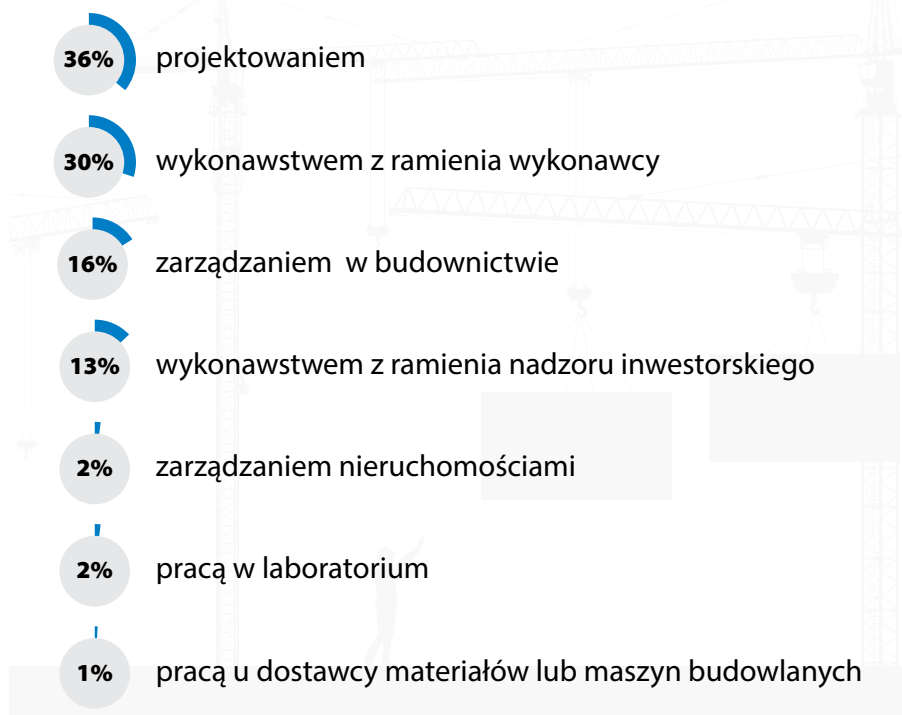 36% projektowaniem
30% wykonawstwem z ramienia wykonawcy
16% zarządzaniem w budownictwie
13% wykonawstwem z ramienia nadzoru inwestorskiego
2% zarządzaniem nieruchomościami
2% pracą w laboratorium
1% pracą u dostawcy materiałów lub maszyn budowlanych